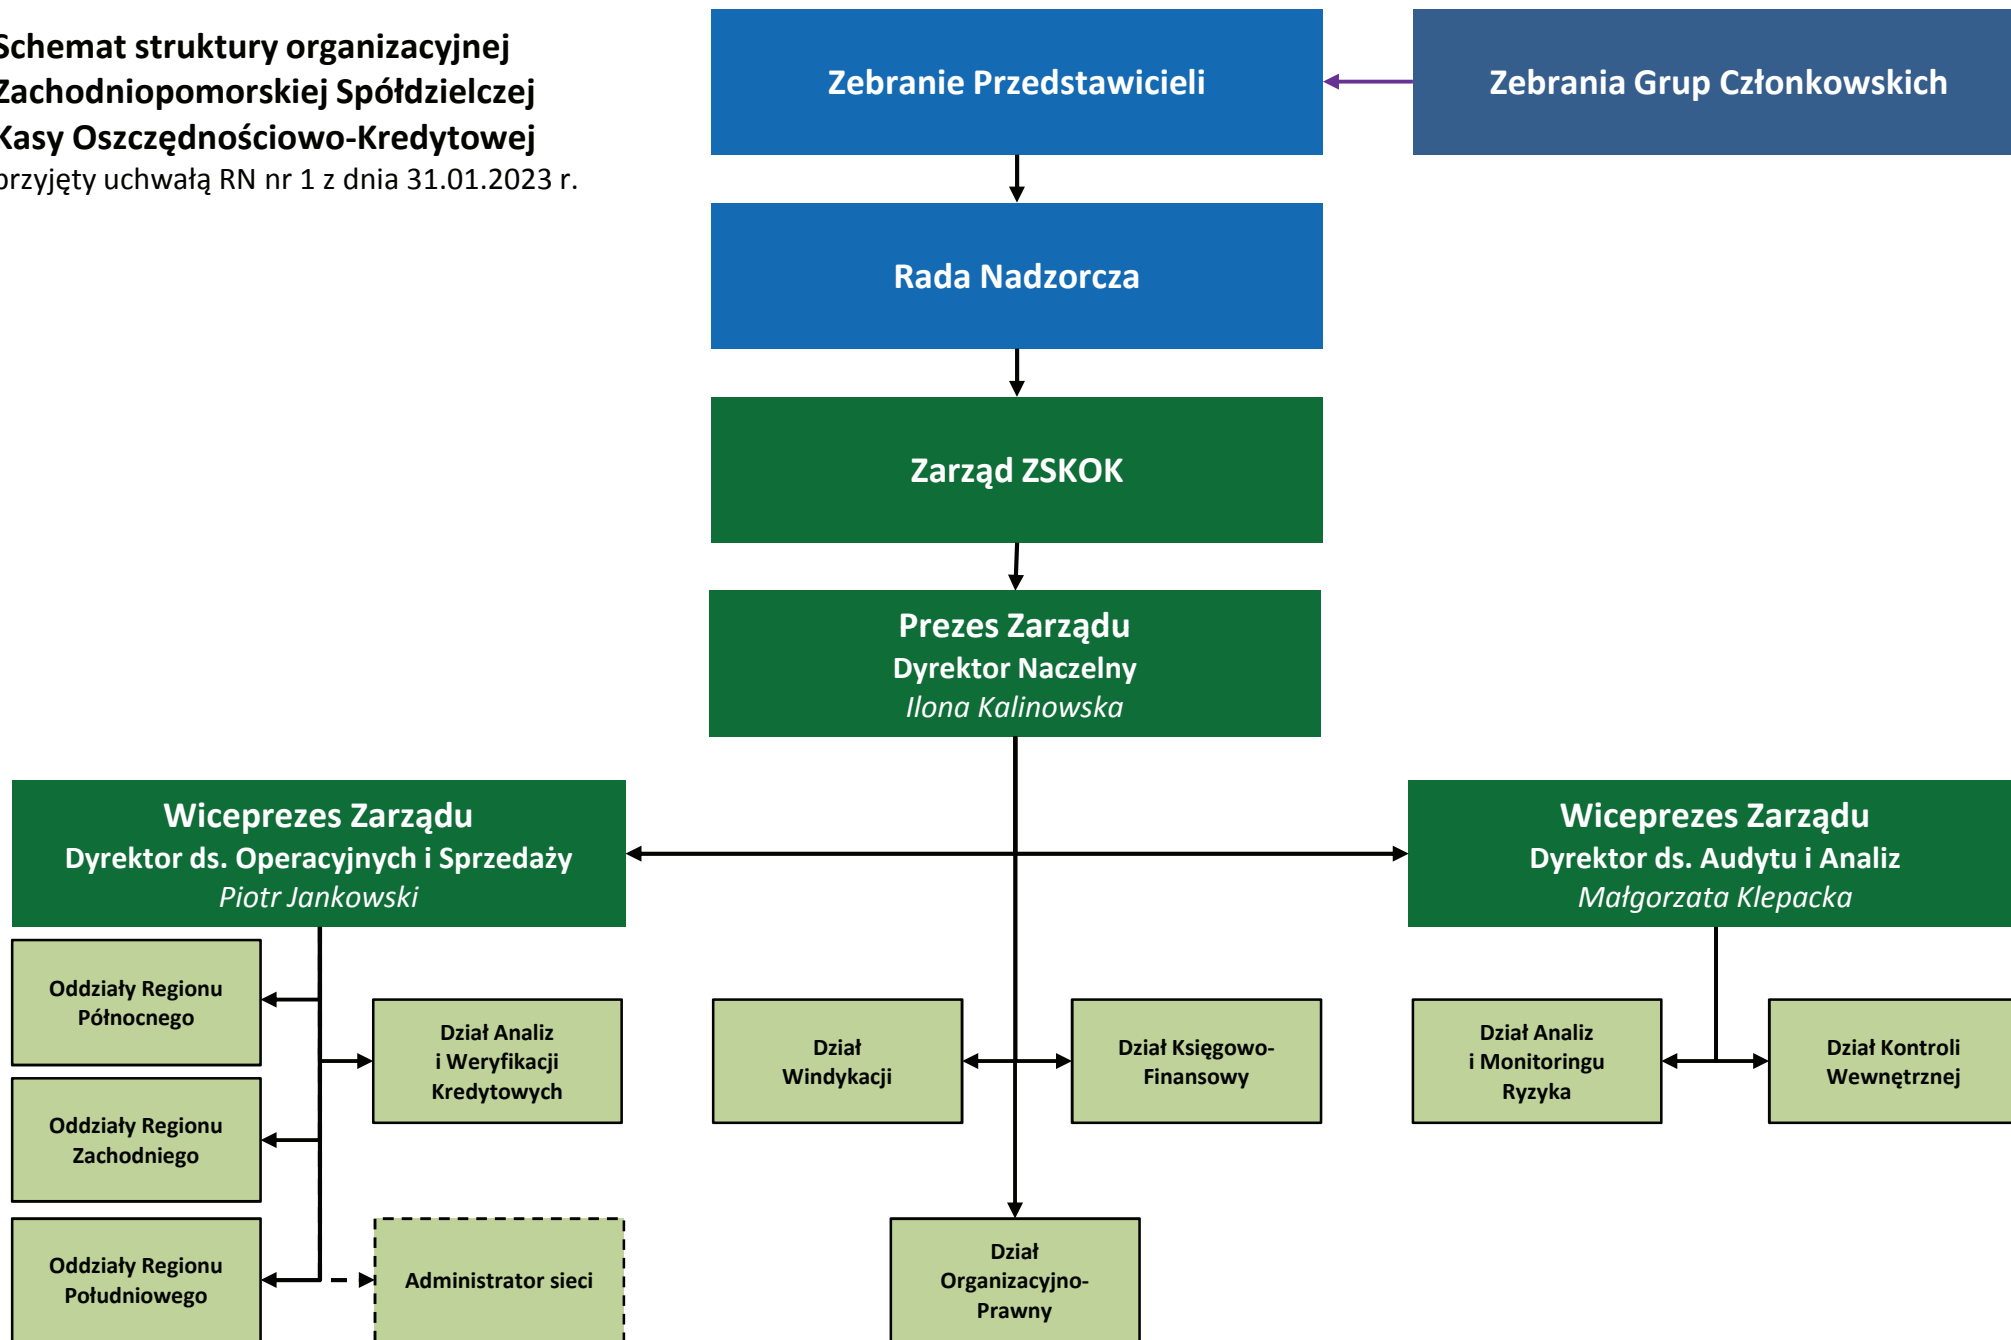 Schemat struktury organizacyjnej
Zachodniopomorskiej Spółdzielczej
Kasy Oszczędnościowo-Kredytowej
przyjęty uchwałą RN nr 1 z dnia 31.01.2023 r.
Zebranie Przedstawicieli
Zebrania Grup Członkowskich
Rada Nadzorcza
Zarząd ZSKOK
Prezes Zarządu
Dyrektor Naczelny
Ilona Kalinowska
Wiceprezes Zarządu
Dyrektor ds. Operacyjnych i Sprzedaży
Piotr Jankowski
Wiceprezes Zarządu
Dyrektor ds. Audytu i Analiz
Małgorzata Klepacka
Oddziały Regionu
Północnego
Dział Analiz
i Weryfikacji
Kredytowych
Dział
Windykacji
Dział Księgowo-
Finansowy
Dział Analiz
i Monitoringu
Ryzyka
Dział Kontroli
Wewnętrznej
Oddziały Regionu
Zachodniego
Oddziały Regionu
Południowego
Administrator sieci
Dział
Organizacyjno-
Prawny